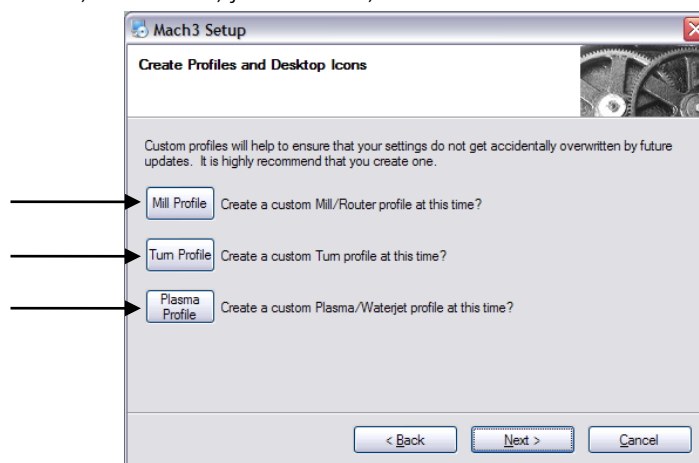 Mach3 Setup
Create Profiles and Desktop Icons
Custom profiles will help to ensure that your settings do not get accidentally overwritten by future
updates. It is highly recommended that you create one.
Mill Profile Create a custom Mill/Router profile at this time?
Turn Profile Create a custom Turn profile at this time?
Plasma
Profile Create a custom Plasma/Waterjet profile at this time?
< Back Next > Cancel